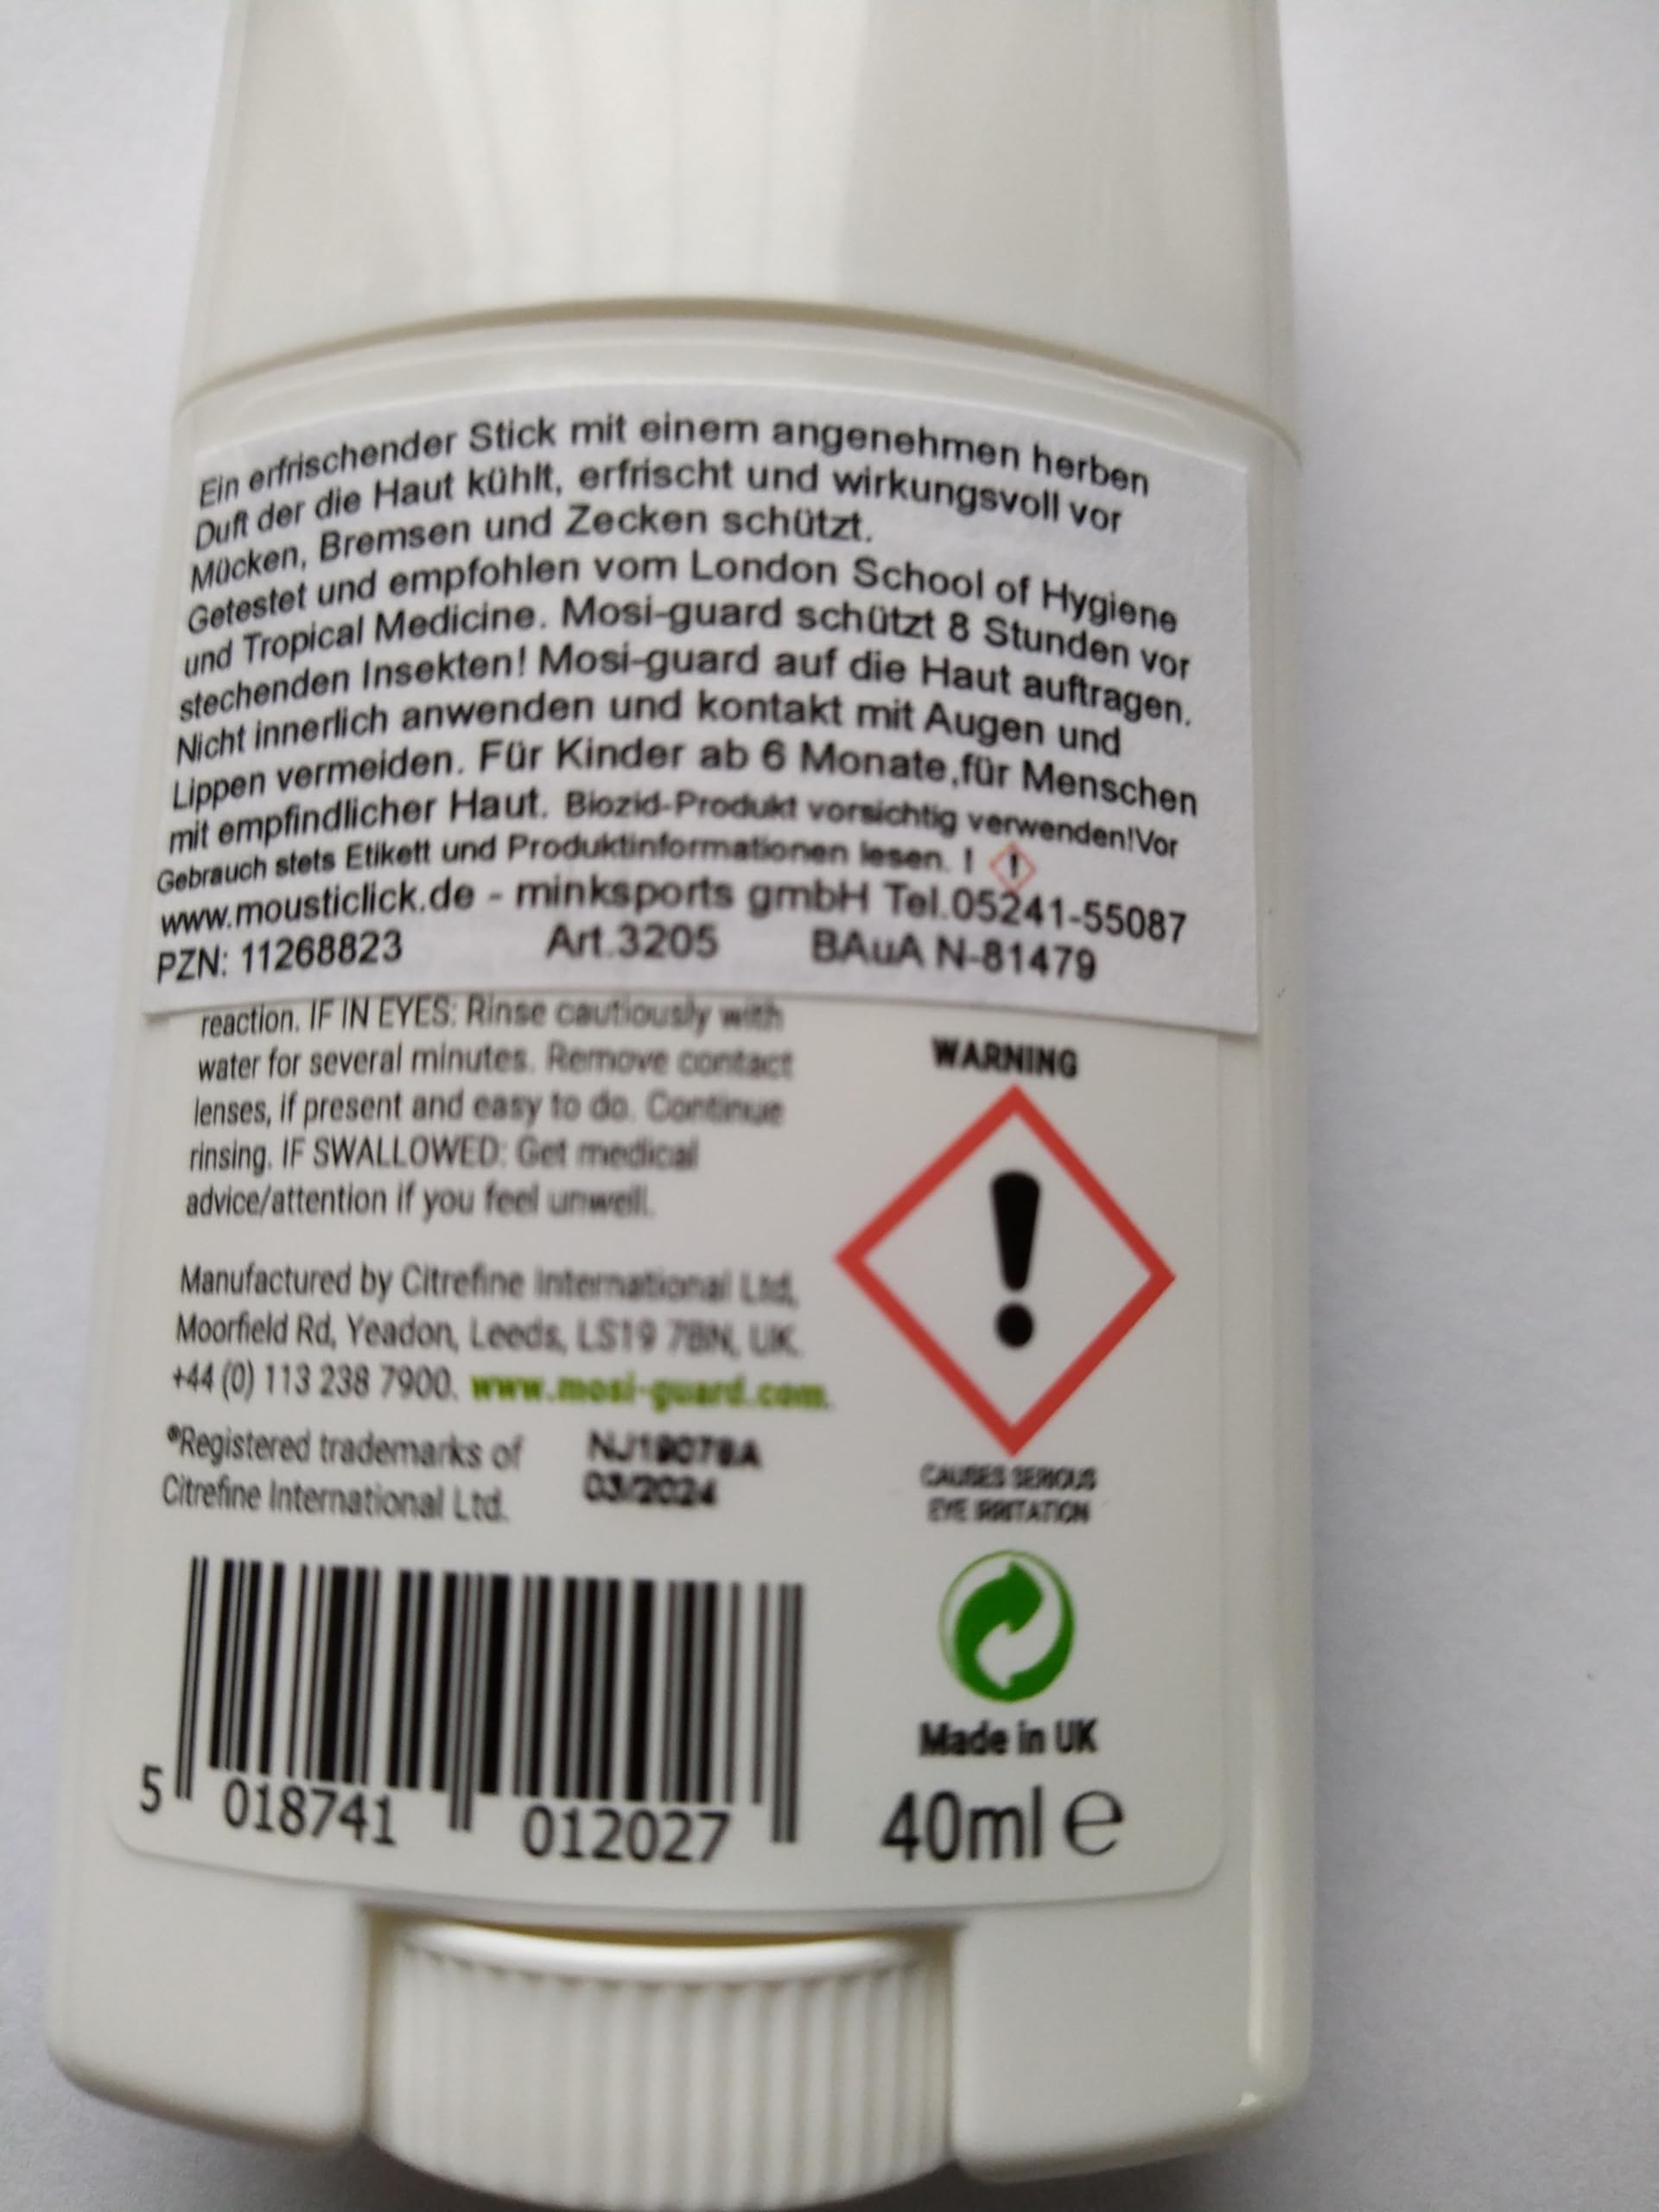 Ein erfrischender Stick mit einem angenehmen herben
Duft der die Haut kühlt, erfrischt und wirkungsvoll vor
Mücken, Bremsen und Zecken schützt.
Getestet und empfohlen vom London School of Hygiene
und Tropical Medicine. Mosi-guard schützt 8 Stunden vor
stechenden Insekten! Mosi-guard auf die Haut auftragen.
Nicht innerlich anwenden und kontakt mit Augen und
Lippen vermeiden. Für Kinder ab 6 Monate,für Menschen
mit empfindlicher Haut. Biozid-Produkt vorsichtig verwenden!Vor
Gebrauch stets Etikett und Produktinformationen lesen. ! !
www.mousticlick.de - minksports gmbH Tel.05241-55087
PZN: 11268823 Art.3205 BAuA N-81479
reaction. IF IN EYES: Rinse cautiously with
water for several minutes. Remove contact
lenses, if present and easy to do. Continue
rinsing. IF SWALLOWED: Get medical
advice/attention if you feel unwell.
Manufactured by Citrefine International Ltd,
Moorfield Rd, Yeadon, Leeds, LS19 7BN, UK.
+44 (0) 113 238 7900. www.mosi-guard.com.
®Registered trademarks of
Citrefine International Ltd.
03/2024
WARNING
!
CAUSES SERIOUS
EYE IRRITATION
Made in UK
40ml e
5 018741 012027